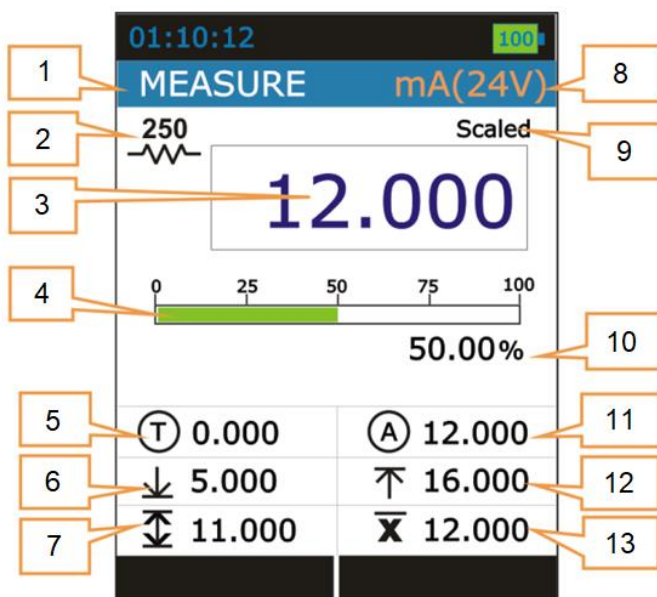 01:10:12 100
1 MEASURE mA(24V) 8
2 250 Scaled 9
3 12.000
0 25 50 75 100
4
50.00% 10
5 T 0.000 A 12.000 11
6 5.000 16.000 12
7 11.000 X 12.000 13